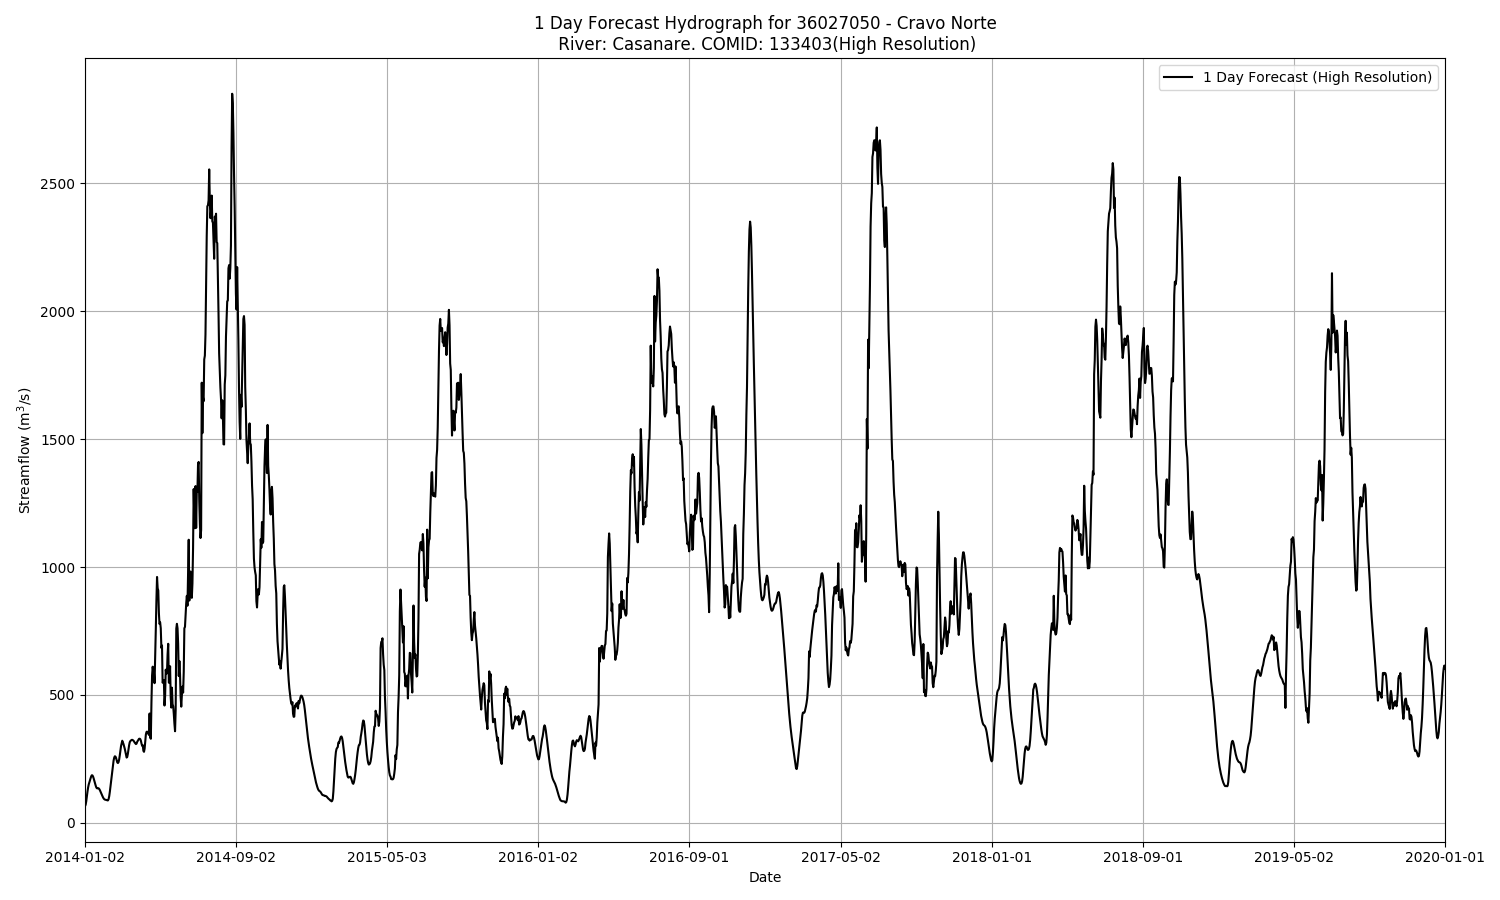 1 Day Forecast Hydrograph for 36027050 - Cravo Norte
River: Casanare. COMID: 133403(High Resolution)
1 Day Forecast (High Resolution)
Streamflow (m³/s)
2500
2000
1500
1000
500
0
2014-01-02 2014-09-02 2015-05-03 2016-01-02 2016-09-01 2017-05-02 2018-01-01 2018-09-01 2019-05-02 2020-01-01
Date